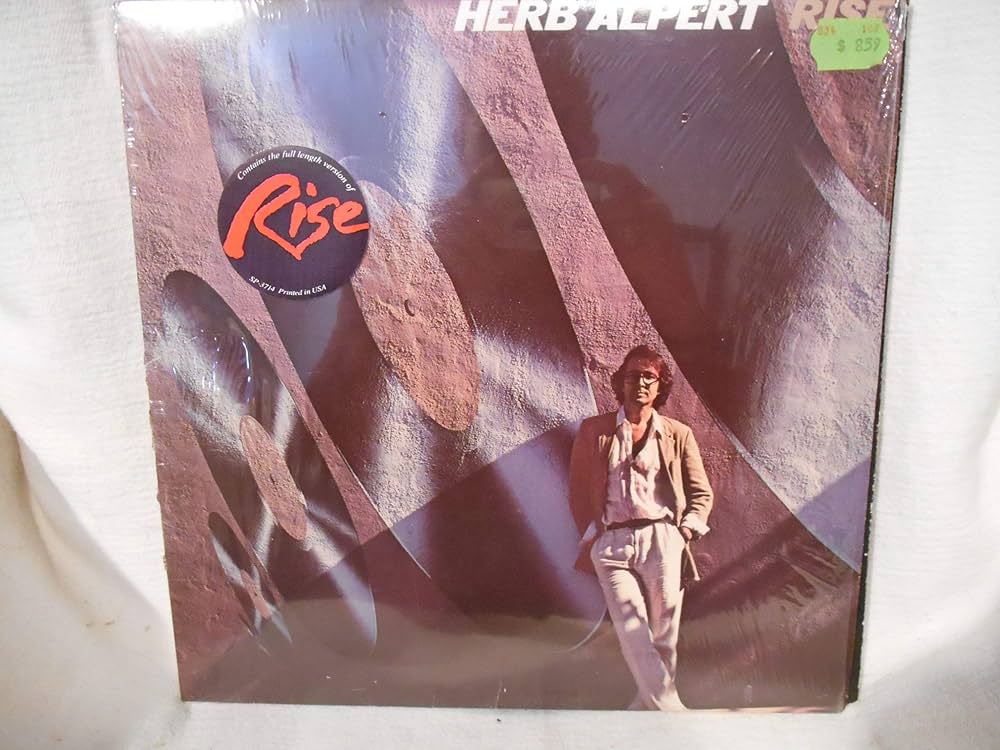 HERB ALPERT RISE
$ 859
Contains the full length version of
Rise
SP-3714 Printed in USA